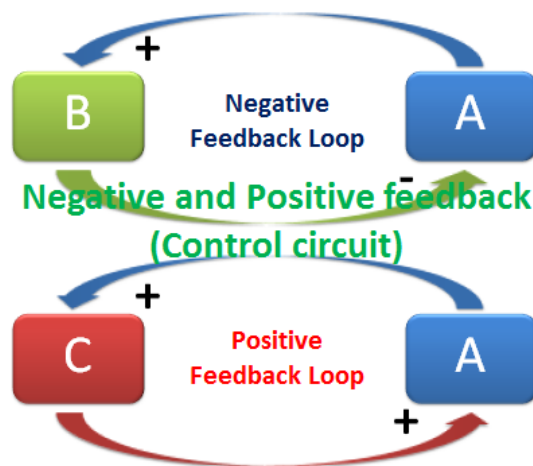 +
B
Negative
Feedback Loop
A
-
Negative and Positive feedback
(Control circuit)
+
C
Positive
Feedback Loop
A
+